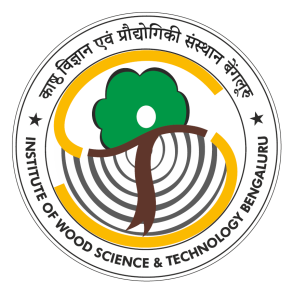 काष्ठ विज्ञान एवं प्रौद्योगिकी संस्थान बेंगलूरु
INSTITUTE OF WOOD SCIENCE & TECHNOLOGY BENGALURU